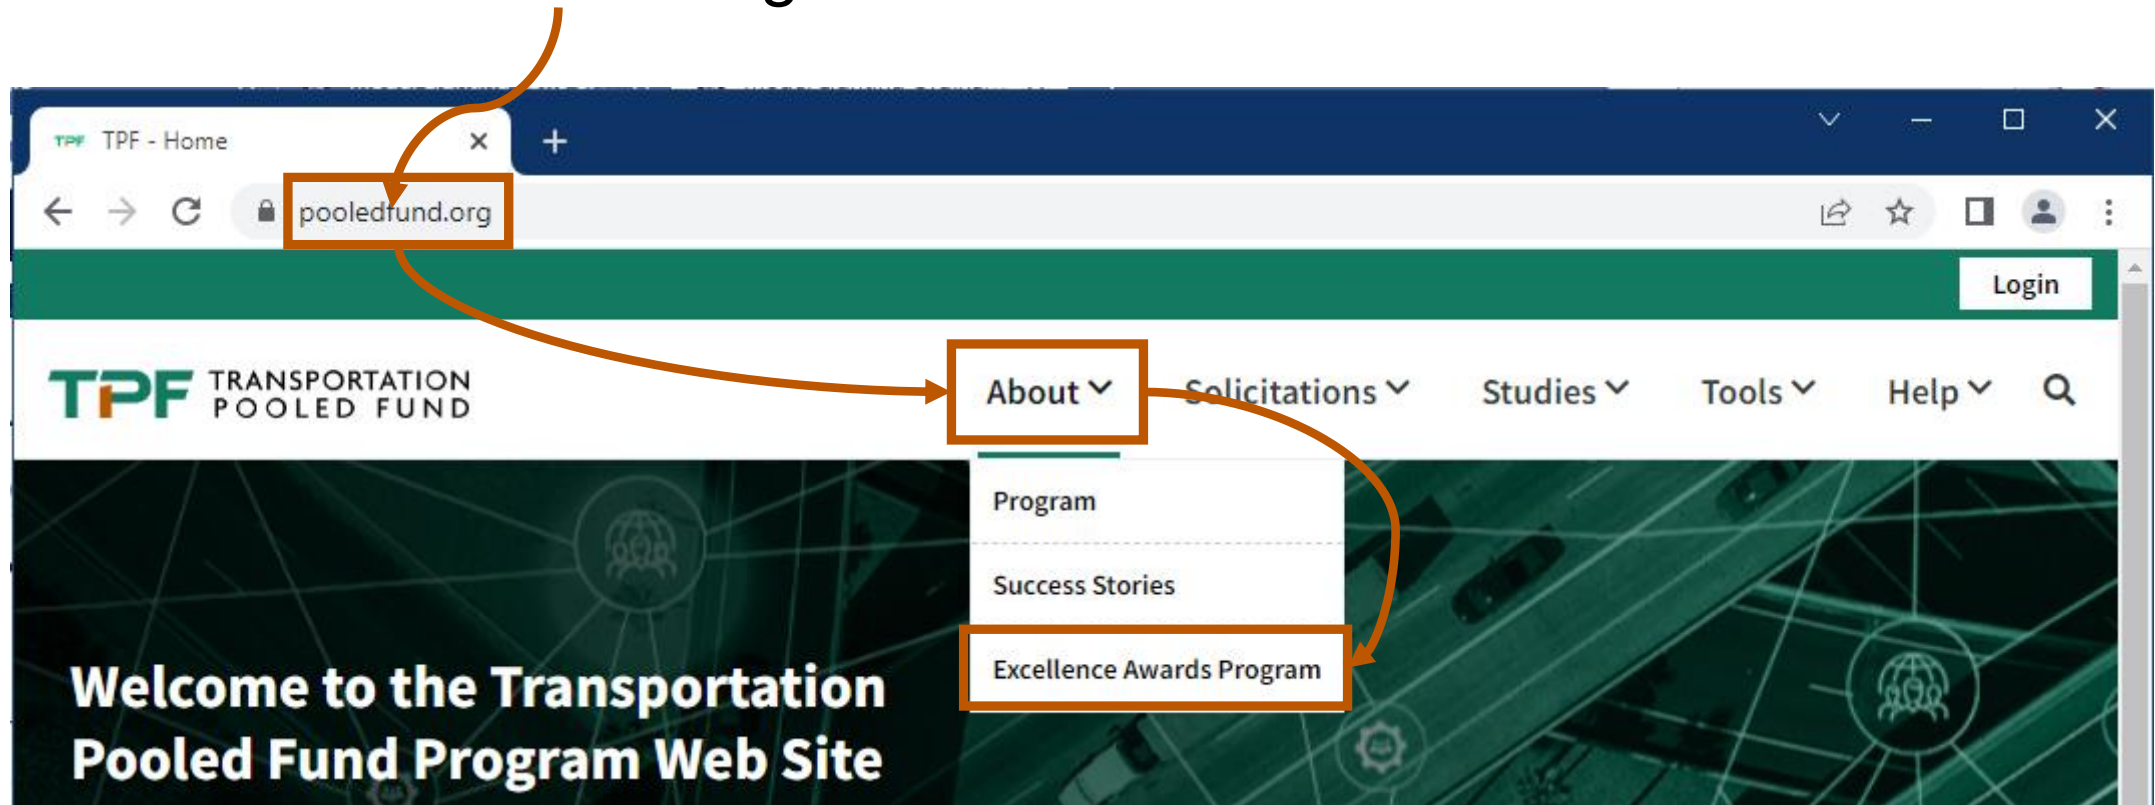 TPF TPF - Home
pooledfund.org
Login
TPF TRANSPORTATION
POOLED FUND
About Solicitations Studies Tools Help
Program
Success Stories
Excellence Awards Program
Welcome to the Transportation
Pooled Fund Program Web Site